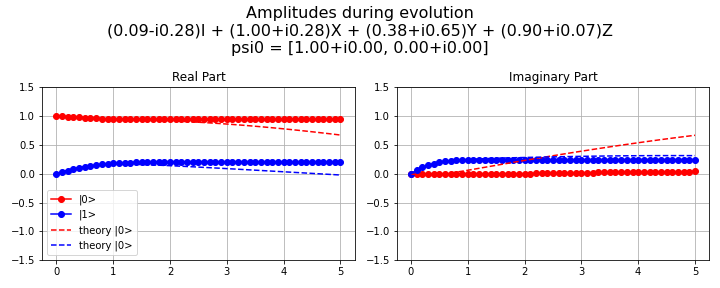 Amplitudes during evolution
(0.09-i0.28)I + (1.00+i0.28)X + (0.38+i0.65)Y + (0.90+i0.07)Z
psi0 = [1.00+i0.00, 0.00+i0.00]
Real Part
1.5
1.0
0.5
0.0
−0.5
−1.0
−1.5
0 1 2 3 4 5
|0>
|1>
theory |0>
theory |0>
Imaginary Part
1.5
1.0
0.5
0.0
−0.5
−1.0
−1.5
0 1 2 3 4 5